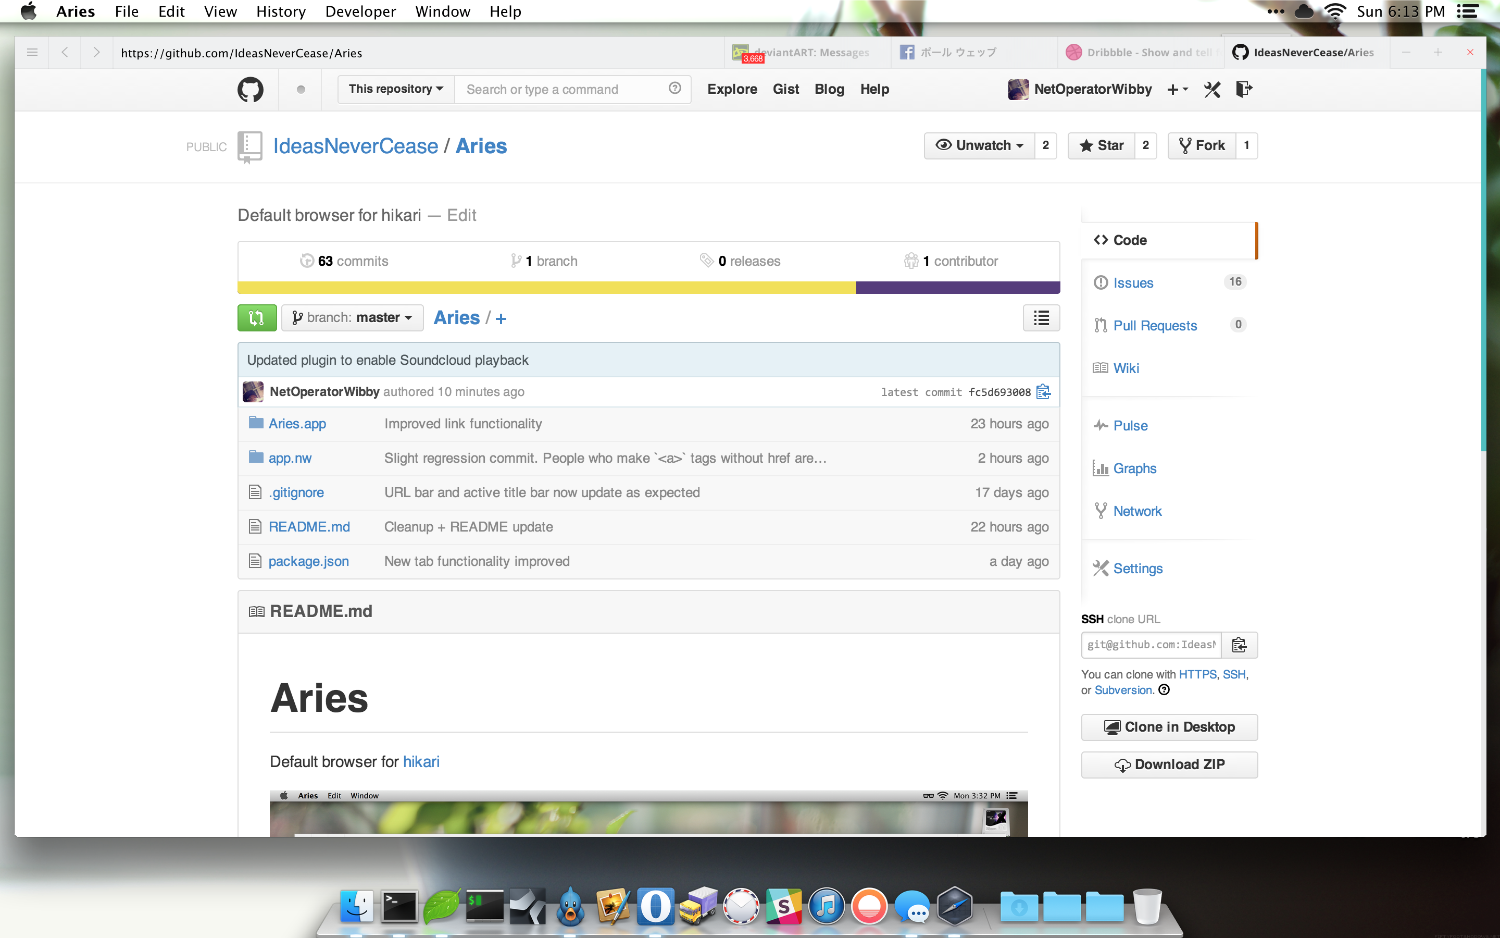 Aries File Edit View History Developer Window Help
Sun 6:13 PM
https://github.com/IdeasNeverCease/Aries
3,668
deviantART: Messages
ポール ウェッブ
Dribbble - Show and tell
IdeasNeverCease/Aries
This repository
Search or type a command
Explore Gist Blog Help
NetOperatorWibby
PUBLIC
IdeasNeverCease / Aries
Unwatch 2
Star 2
Fork 1
Default browser for hikari — Edit
63 commits
1 branch
0 releases
1 contributor
branch: master
Aries / +
Updated plugin to enable Soundcloud playback
NetOperatorWibby authored 10 minutes ago
latest commit fc5d693008
Aries.app Improved link functionality 23 hours ago
app.nw Slight regression commit. People who make `<a>` tags without href are... 2 hours ago
.gitignore URL bar and active title bar now update as expected 17 days ago
README.md Cleanup + README update 22 hours ago
package.json New tab functionality improved a day ago
README.md
Aries
Default browser for hikari
Aries Edit Window
Mon 3:32 PM
Code
Issues 16
Pull Requests 0
Wiki
Pulse
Graphs
Network
Settings
SSH clone URL
git@github.com:Ideas
You can clone with HTTPS, SSH,
or Subversion.
Clone in Desktop
Download ZIP